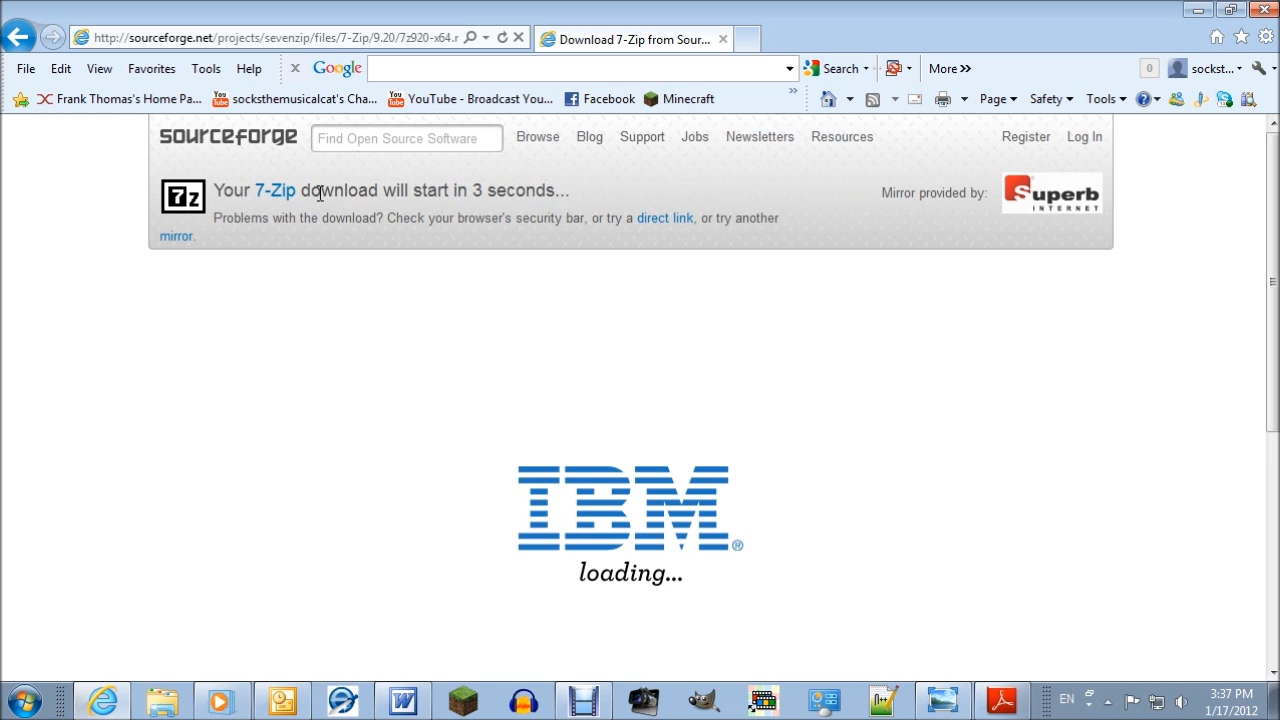 http://sourceforge.net/projects/sevenzip/files/7-Zip/9.20/7z920-x64.r
Download 7-Zip from Sour...
File Edit View Favorites Tools Help
x Google Search More »
0 sockst...
Frank Thomas's Home Pa... socksthemusicalcat's Cha... YouTube - Broadcast You... Facebook Minecraft
Page Safety Tools
sourceforge Find Open Source Software Browse Blog Support Jobs Newsletters Resources Register Log In
7z Your 7-Zip download will start in 3 seconds...
Mirror provided by: Superb INTERNET
Problems with the download? Check your browser's security bar, or try a direct link, or try another
mirror.
IBM®
loading...
EN
3:37 PM
1/17/2012